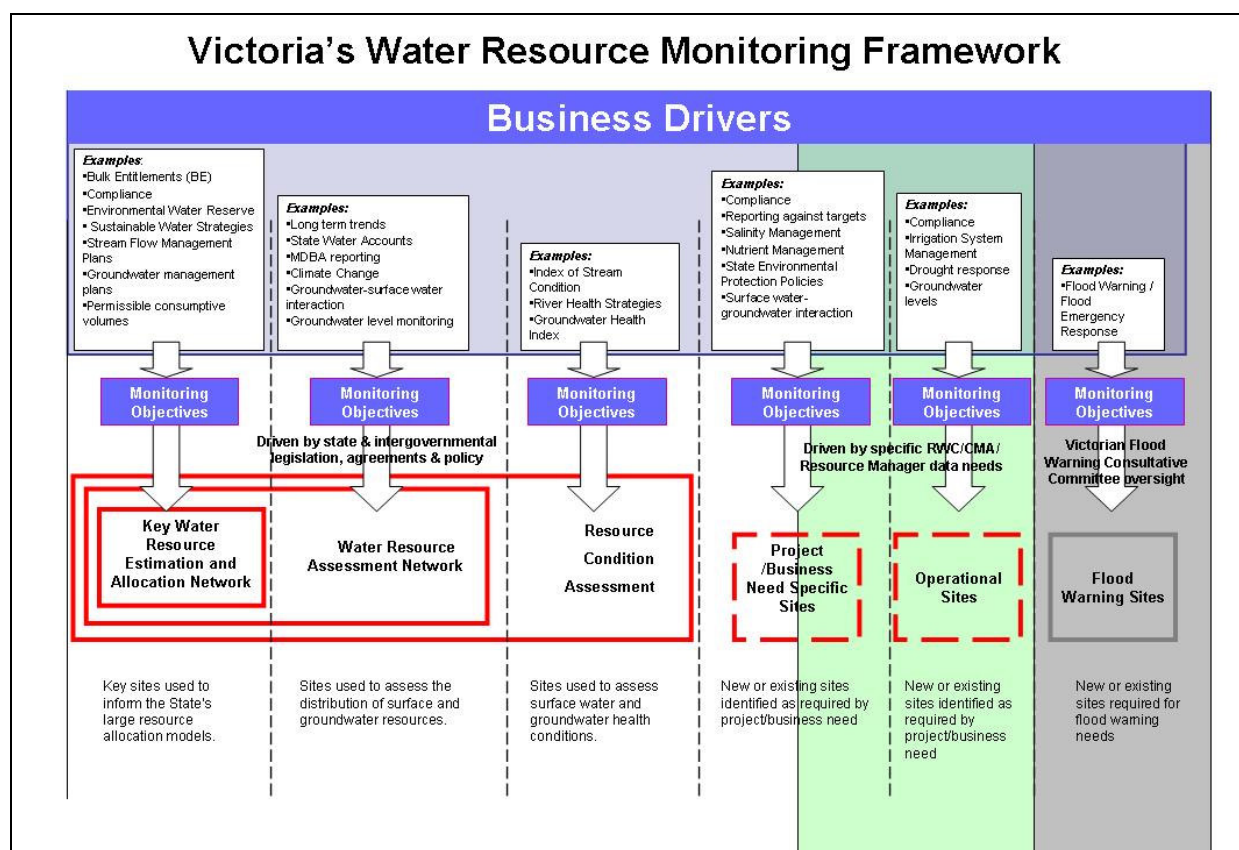 Victoria's Water Resource Monitoring Framework
Business Drivers
Examples:
▪Bulk Entitlements (BE)
▪Compliance
▪Environmental Water Reserve
▪ Sustainable Water Strategies
▪Stream Flow Management
Plans
▪Groundwater management
plans
▪Permissible consumptive
volumes
Examples:
▪Long term trends
▪State Water Accounts
▪MDBA reporting
▪Climate Change
▪Groundwater-surface water
interaction
▪Groundwater level monitoring
Examples:
▪Index of Stream
Condition
▪River Health Strategies
▪Groundwater Health
Index
Examples:
▪Compliance
▪Reporting against targets
▪Salinity Management
▪Nutrient Management
▪State Environmental
Protection Policies
▪Surface water-
groundwater interaction
Examples:
▪Compliance
▪Irrigation System
Management
▪Drought response
▪Groundwater
levels
Examples:
▪Flood Warning /
Flood
Emergency
Response
Monitoring
Objectives
Monitoring
Objectives
Monitoring
Objectives
Monitoring
Objectives
Monitoring
Objectives
Monitoring
Objectives
Driven by state & intergovernmental
legislation, agreements & policy
Driven by specific RWC/CMA/
Resource Manager data needs
Victorian Flood
Warning Consultative
Committee oversight
Key Water
Resource
Estimation and
Allocation Network
Water Resource
Assessment Network
Resource
Condition
Assessment
Project
/Business
Need Specific
Sites
Operational
Sites
Flood
Warning Sites
Key sites used to
inform the State's
large resource
allocation models.
Sites used to assess the
distribution of surface and
groundwater resources.
Sites used to assess
surface water and
groundwater health
conditions.
New or existing sites
identified as required by
project/business need
New or existing
sites identified as
required by
project/business
need
New or existing
sites required for
flood warning
needs